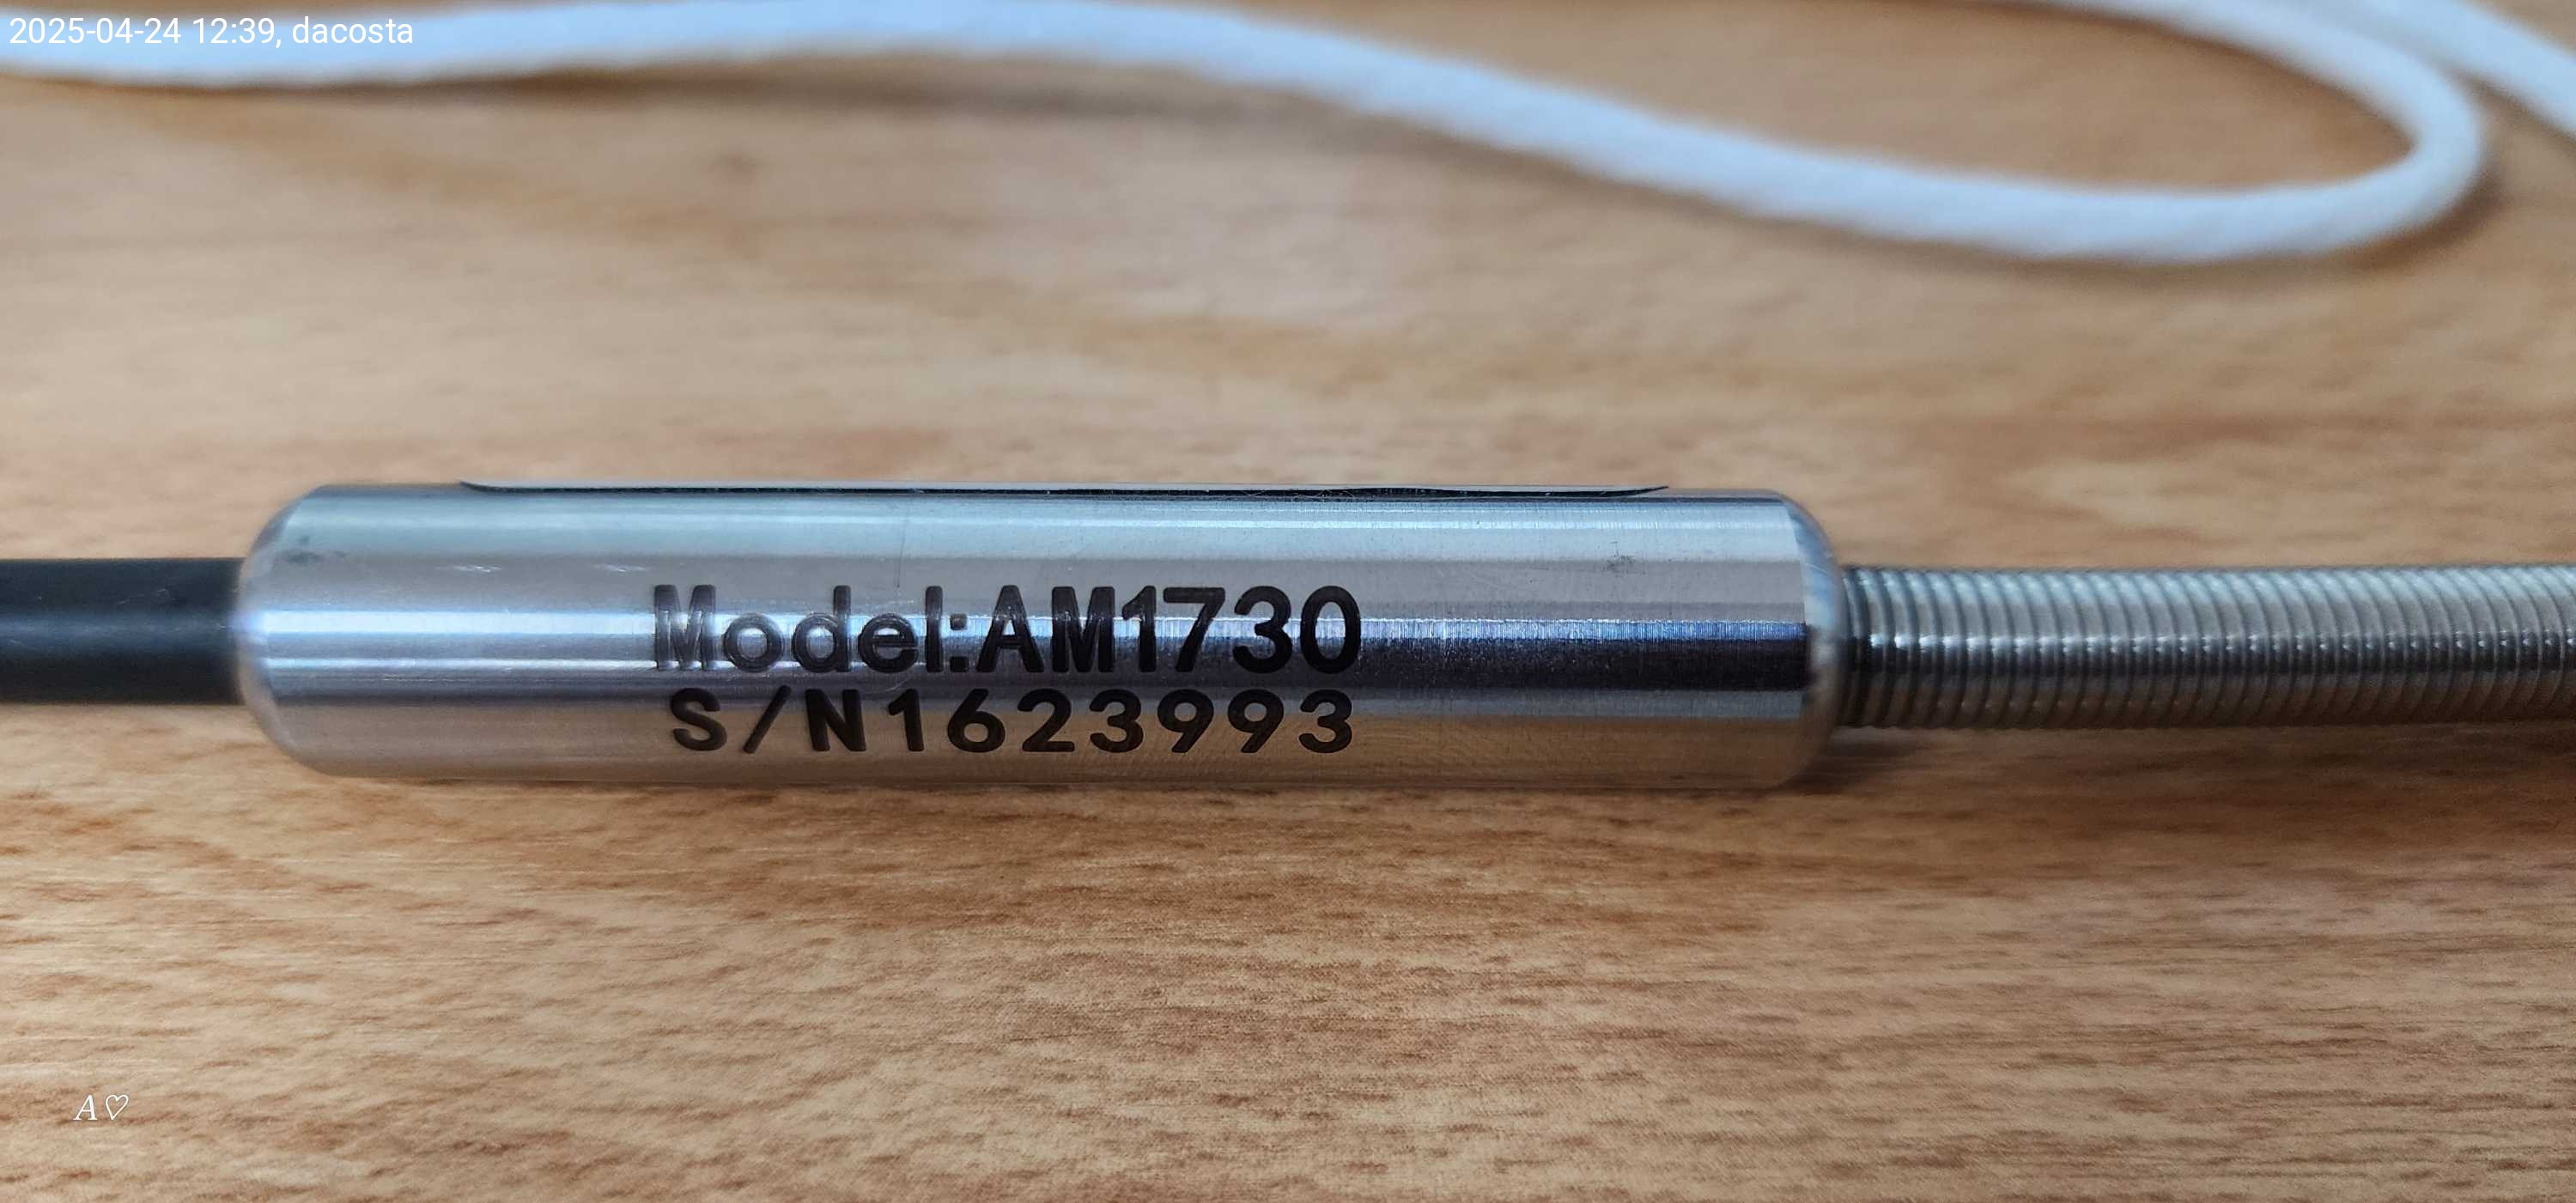 2025-04-24 12:39, dacosta
Model:AM1730
S/N1623993
A♡